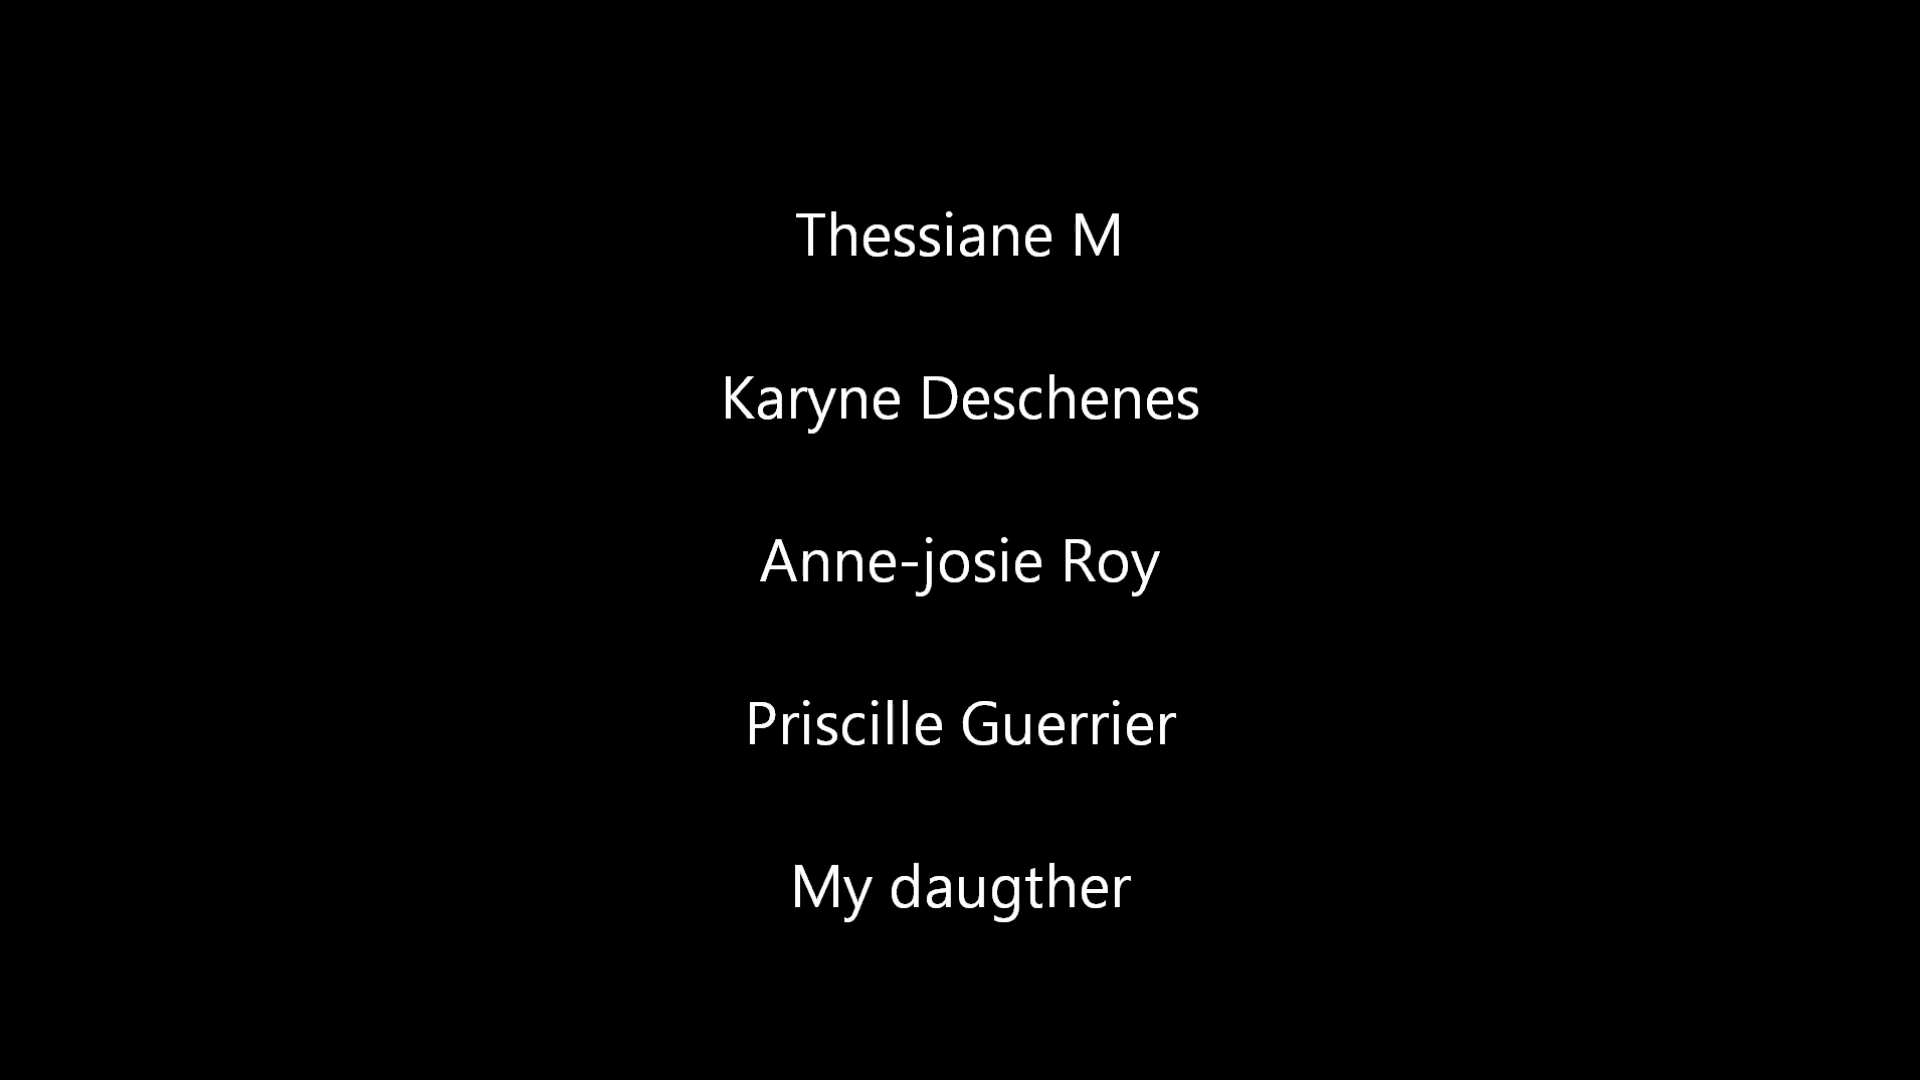 Thessiane M
Karyne Deschenes
Anne-josie Roy
Priscille Guerrier
My daugther